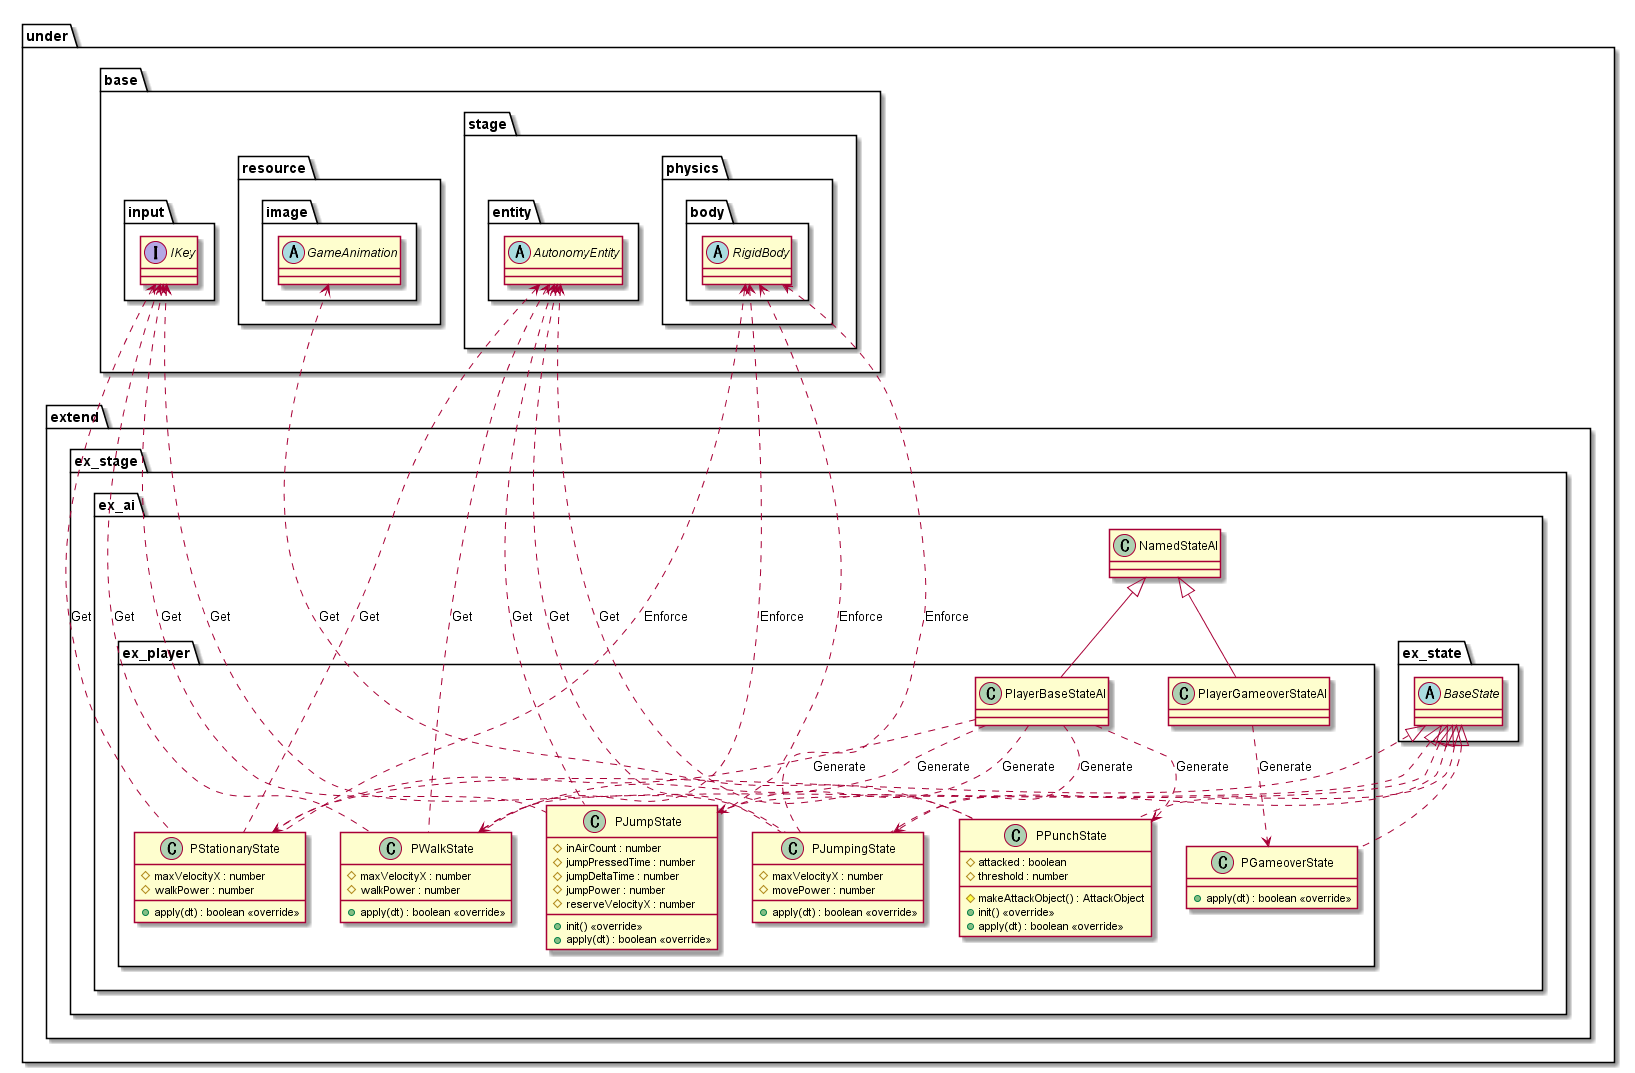 under
base
stage
resource
physics
input
image
entity
body
I IKey
A GameAnimation
A AutonomyEntity
A RigidBody
extend
ex_stage
ex_ai
C NamedStateAI
Get
Get
Get
Get
Get
Get
Get
Get
Get
Get
Enforce
Enforce
Enforce
Enforce
ex_player
ex_state
C PlayerBaseStateAI
C PlayerGameoverStateAI
A BaseState
Generate
Generate
Generate
Generate
Generate
Generate
C PStationaryState
maxVelocityX : number
walkPower : number
apply(dt) : boolean «override»
C PWalkState
maxVelocityX : number
walkPower : number
apply(dt) : boolean «override»
C PJumpState
inAirCount : number
jumpPressedTime : number
jumpDeltaTime : number
jumpPower : number
reserveVelocityX : number
init() «override»
apply(dt) : boolean «override»
C PJumpingState
maxVelocityX : number
movePower : number
apply(dt) : boolean «override»
C PPunchState
attacked : boolean
threshold : number
makeAttackObject() : AttackObject
init() «override»
apply(dt) : boolean «override»
C PGameoverState
apply(dt) : boolean «override»